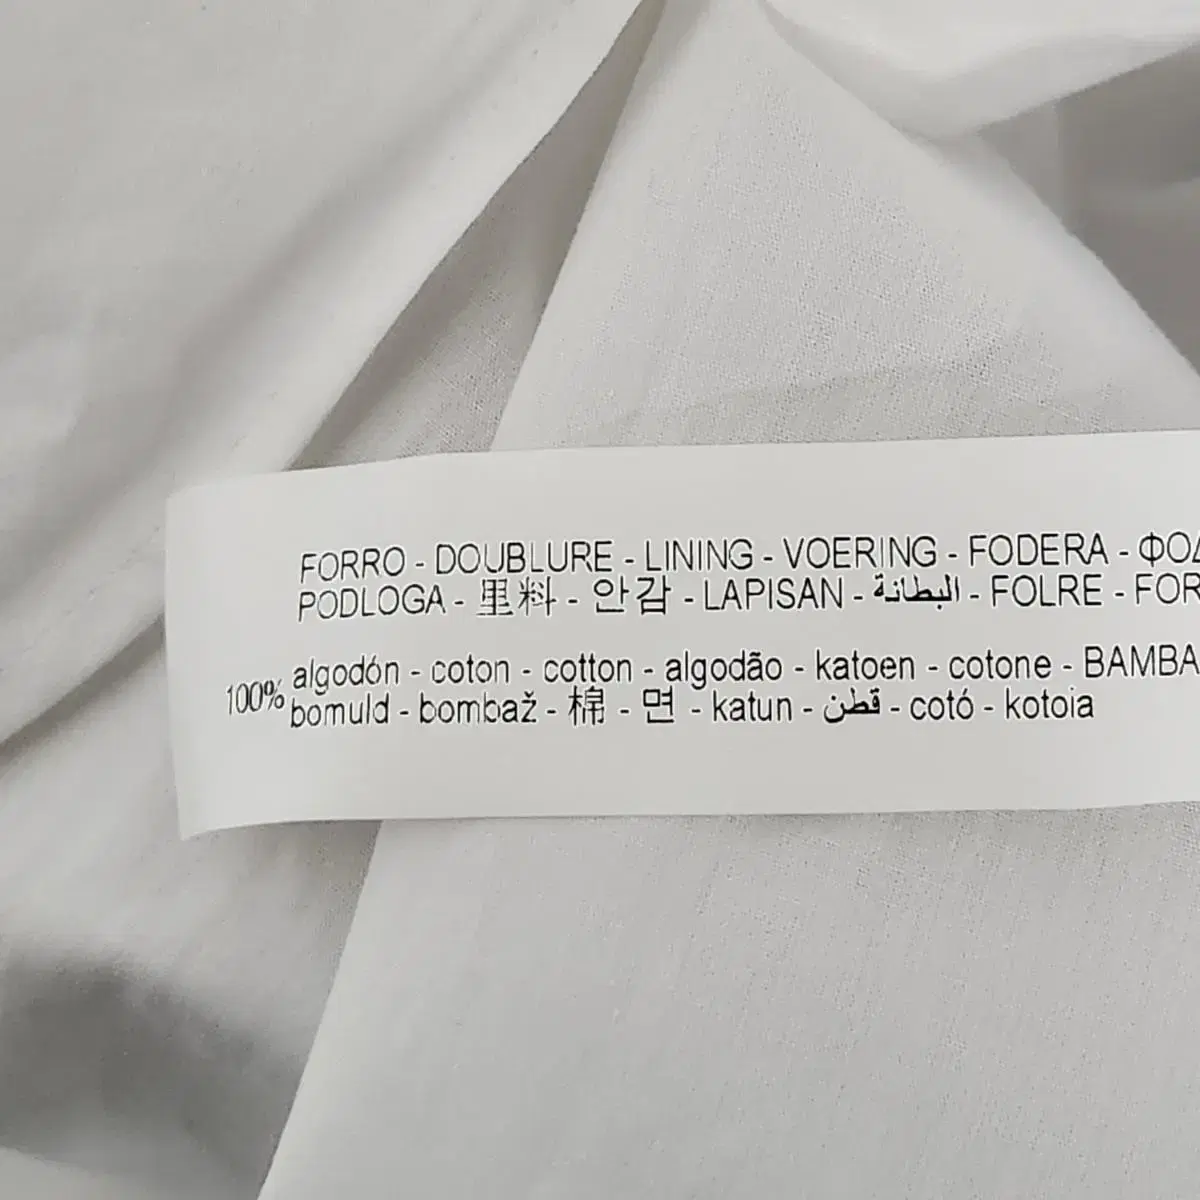 FORRO - DOUBLURE - LINING - VOERING - FODERA -
PODLOGA - 里料 - 안감 - LAPISAN - البطانة - FOLRE -
100% algodón - coton - cotton - algodão - katoen - cotone -
bomuld - bombaž - 棉 - 면 - katun - قطن - cotó - kotoia